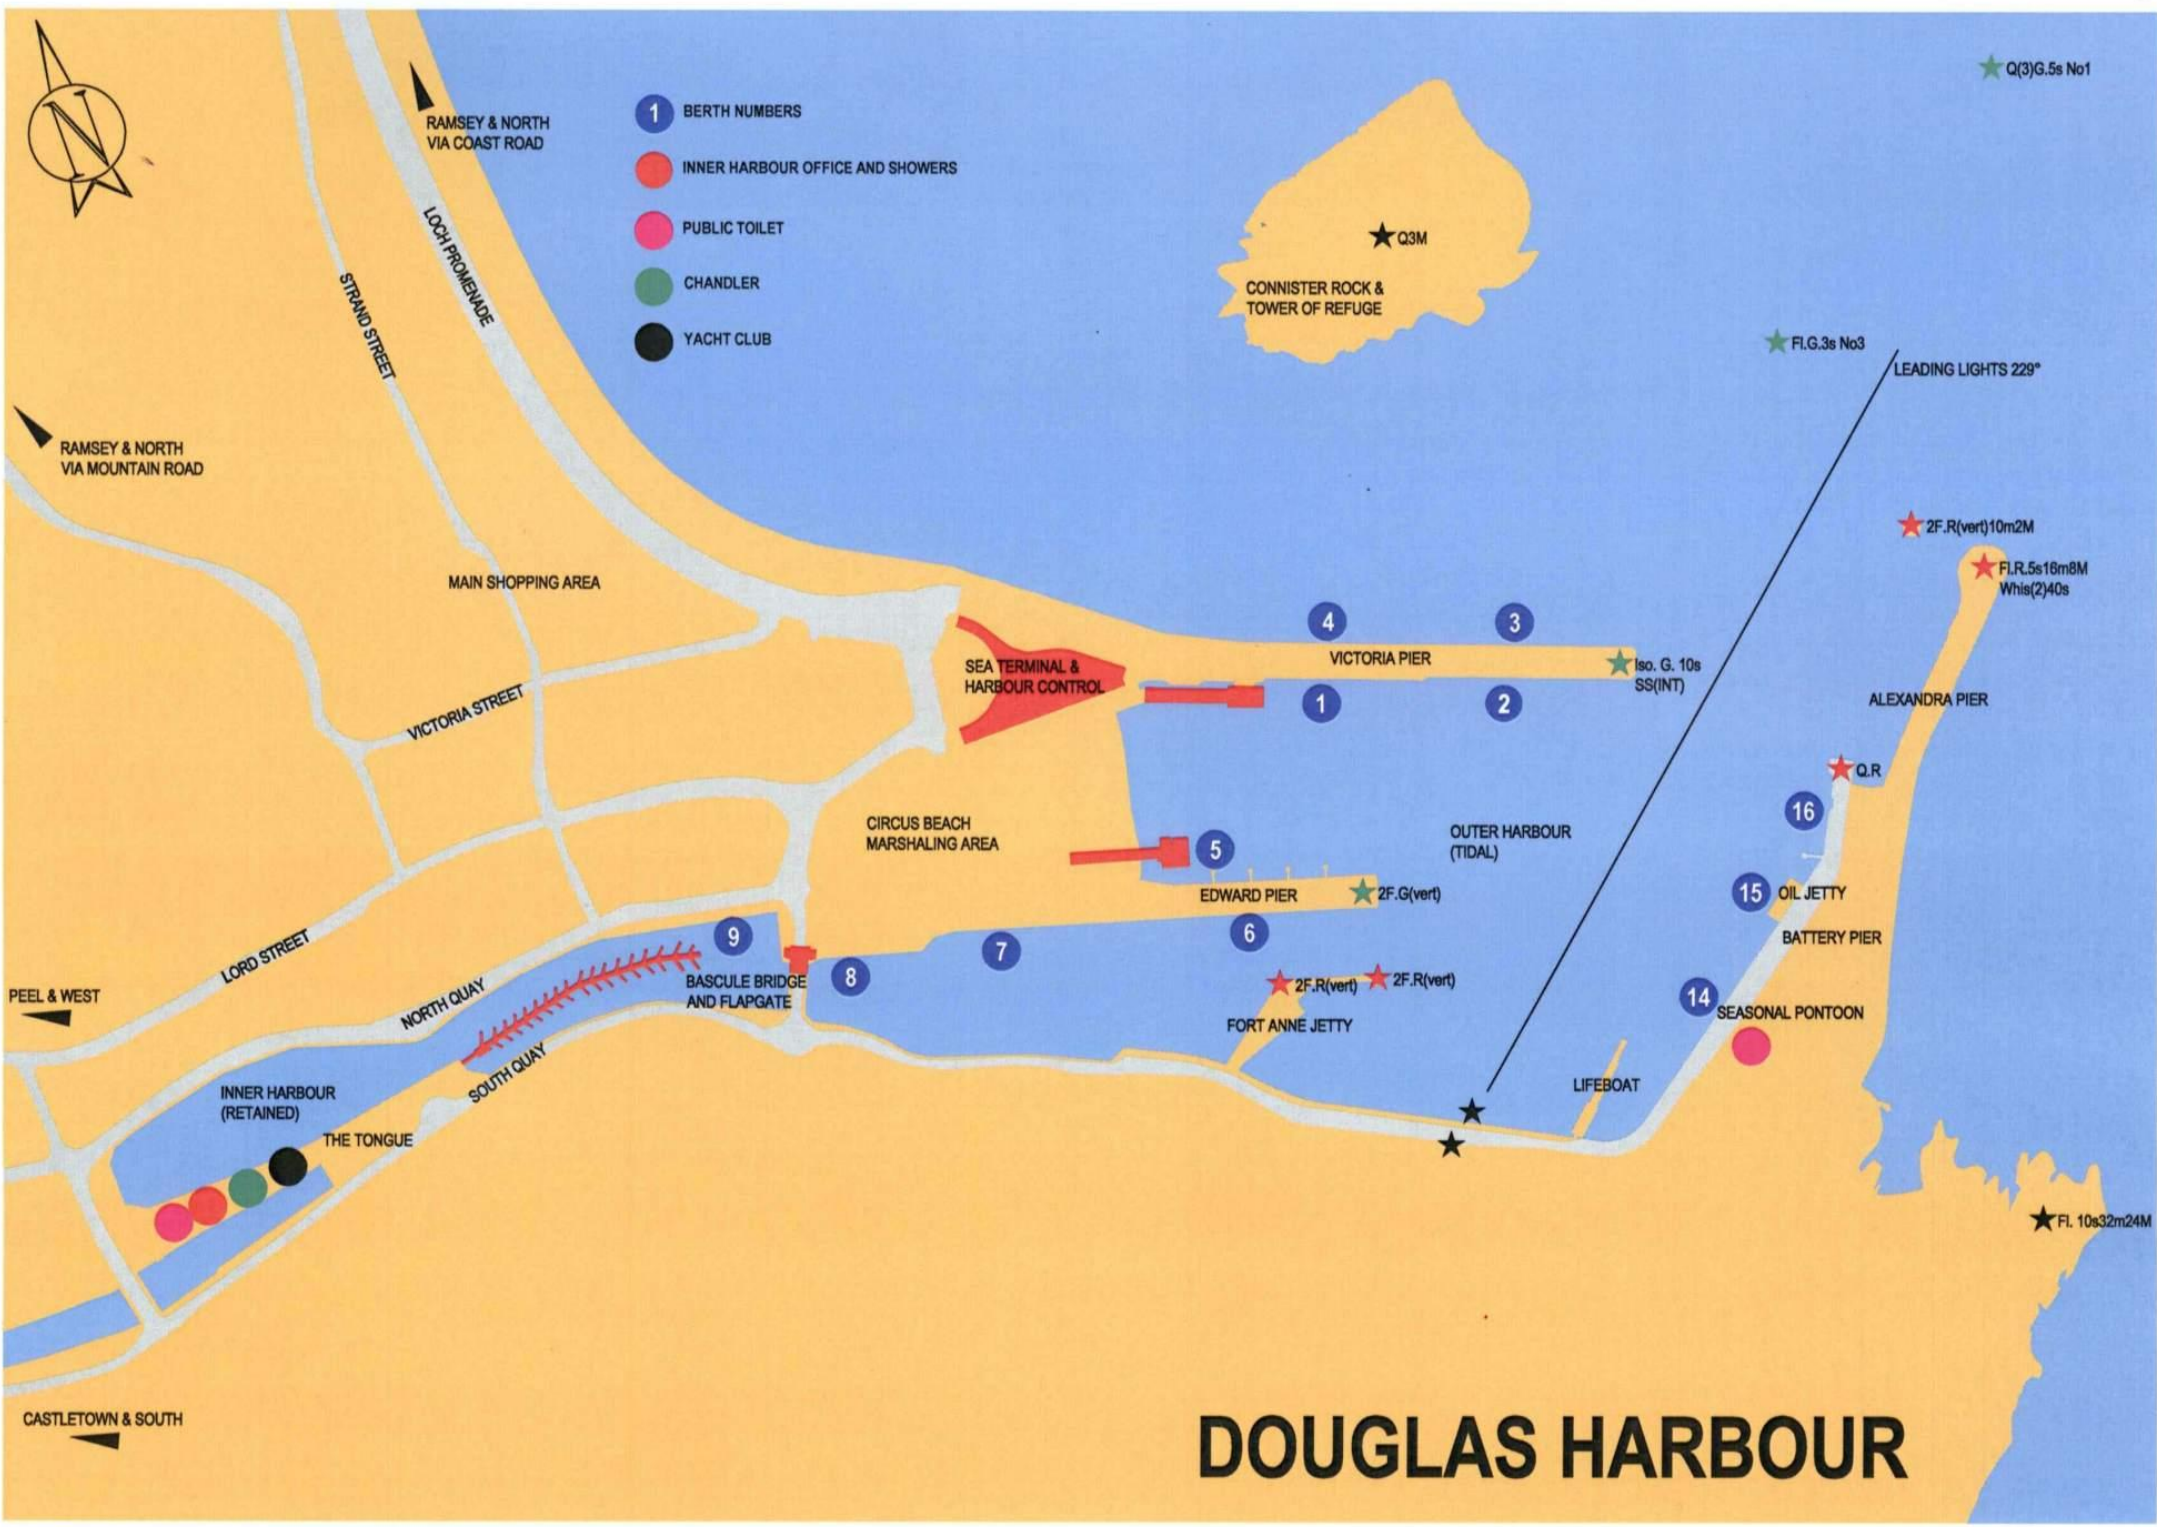 N
RAMSEY & NORTH
VIA COAST ROAD
1 BERTH NUMBERS
INNER HARBOUR OFFICE AND SHOWERS
PUBLIC TOILET
CHANDLER
YACHT CLUB
Q(3)G.5s No1
Q3M
CONNISTER ROCK &
TOWER OF REFUGE
Fl.G.3s No3
LEADING LIGHTS 229°
LOCH PROMENADE
STRAND STREET
RAMSEY & NORTH
VIA MOUNTAIN ROAD
2F.R(vert)10m2M
Fl.R.5s16m8M
Whis(2)40s
MAIN SHOPPING AREA
4
3
VICTORIA PIER
SEA TERMINAL &
HARBOUR CONTROL
Iso. G. 10s
SS(INT)
1
2
ALEXANDRA PIER
VICTORIA STREET
Q.R
16
CIRCUS BEACH
MARSHALING AREA
5
OUTER HARBOUR
(TIDAL)
EDWARD PIER
2F.G(vert)
15
OIL JETTY
BATTERY PIER
9
8
7
6
LORD STREET
NORTH QUAY
BASCULE BRIDGE
AND FLAPGATE
2F.R(vert)
2F.R(vert)
FORT ANNE JETTY
14
SEASONAL PONTOON
PEEL & WEST
SOUTH QUAY
LIFEBOAT
INNER HARBOUR
(RETAINED)
THE TONGUE
Fl. 10s32m24M
CASTLETOWN & SOUTH
DOUGLAS HARBOUR